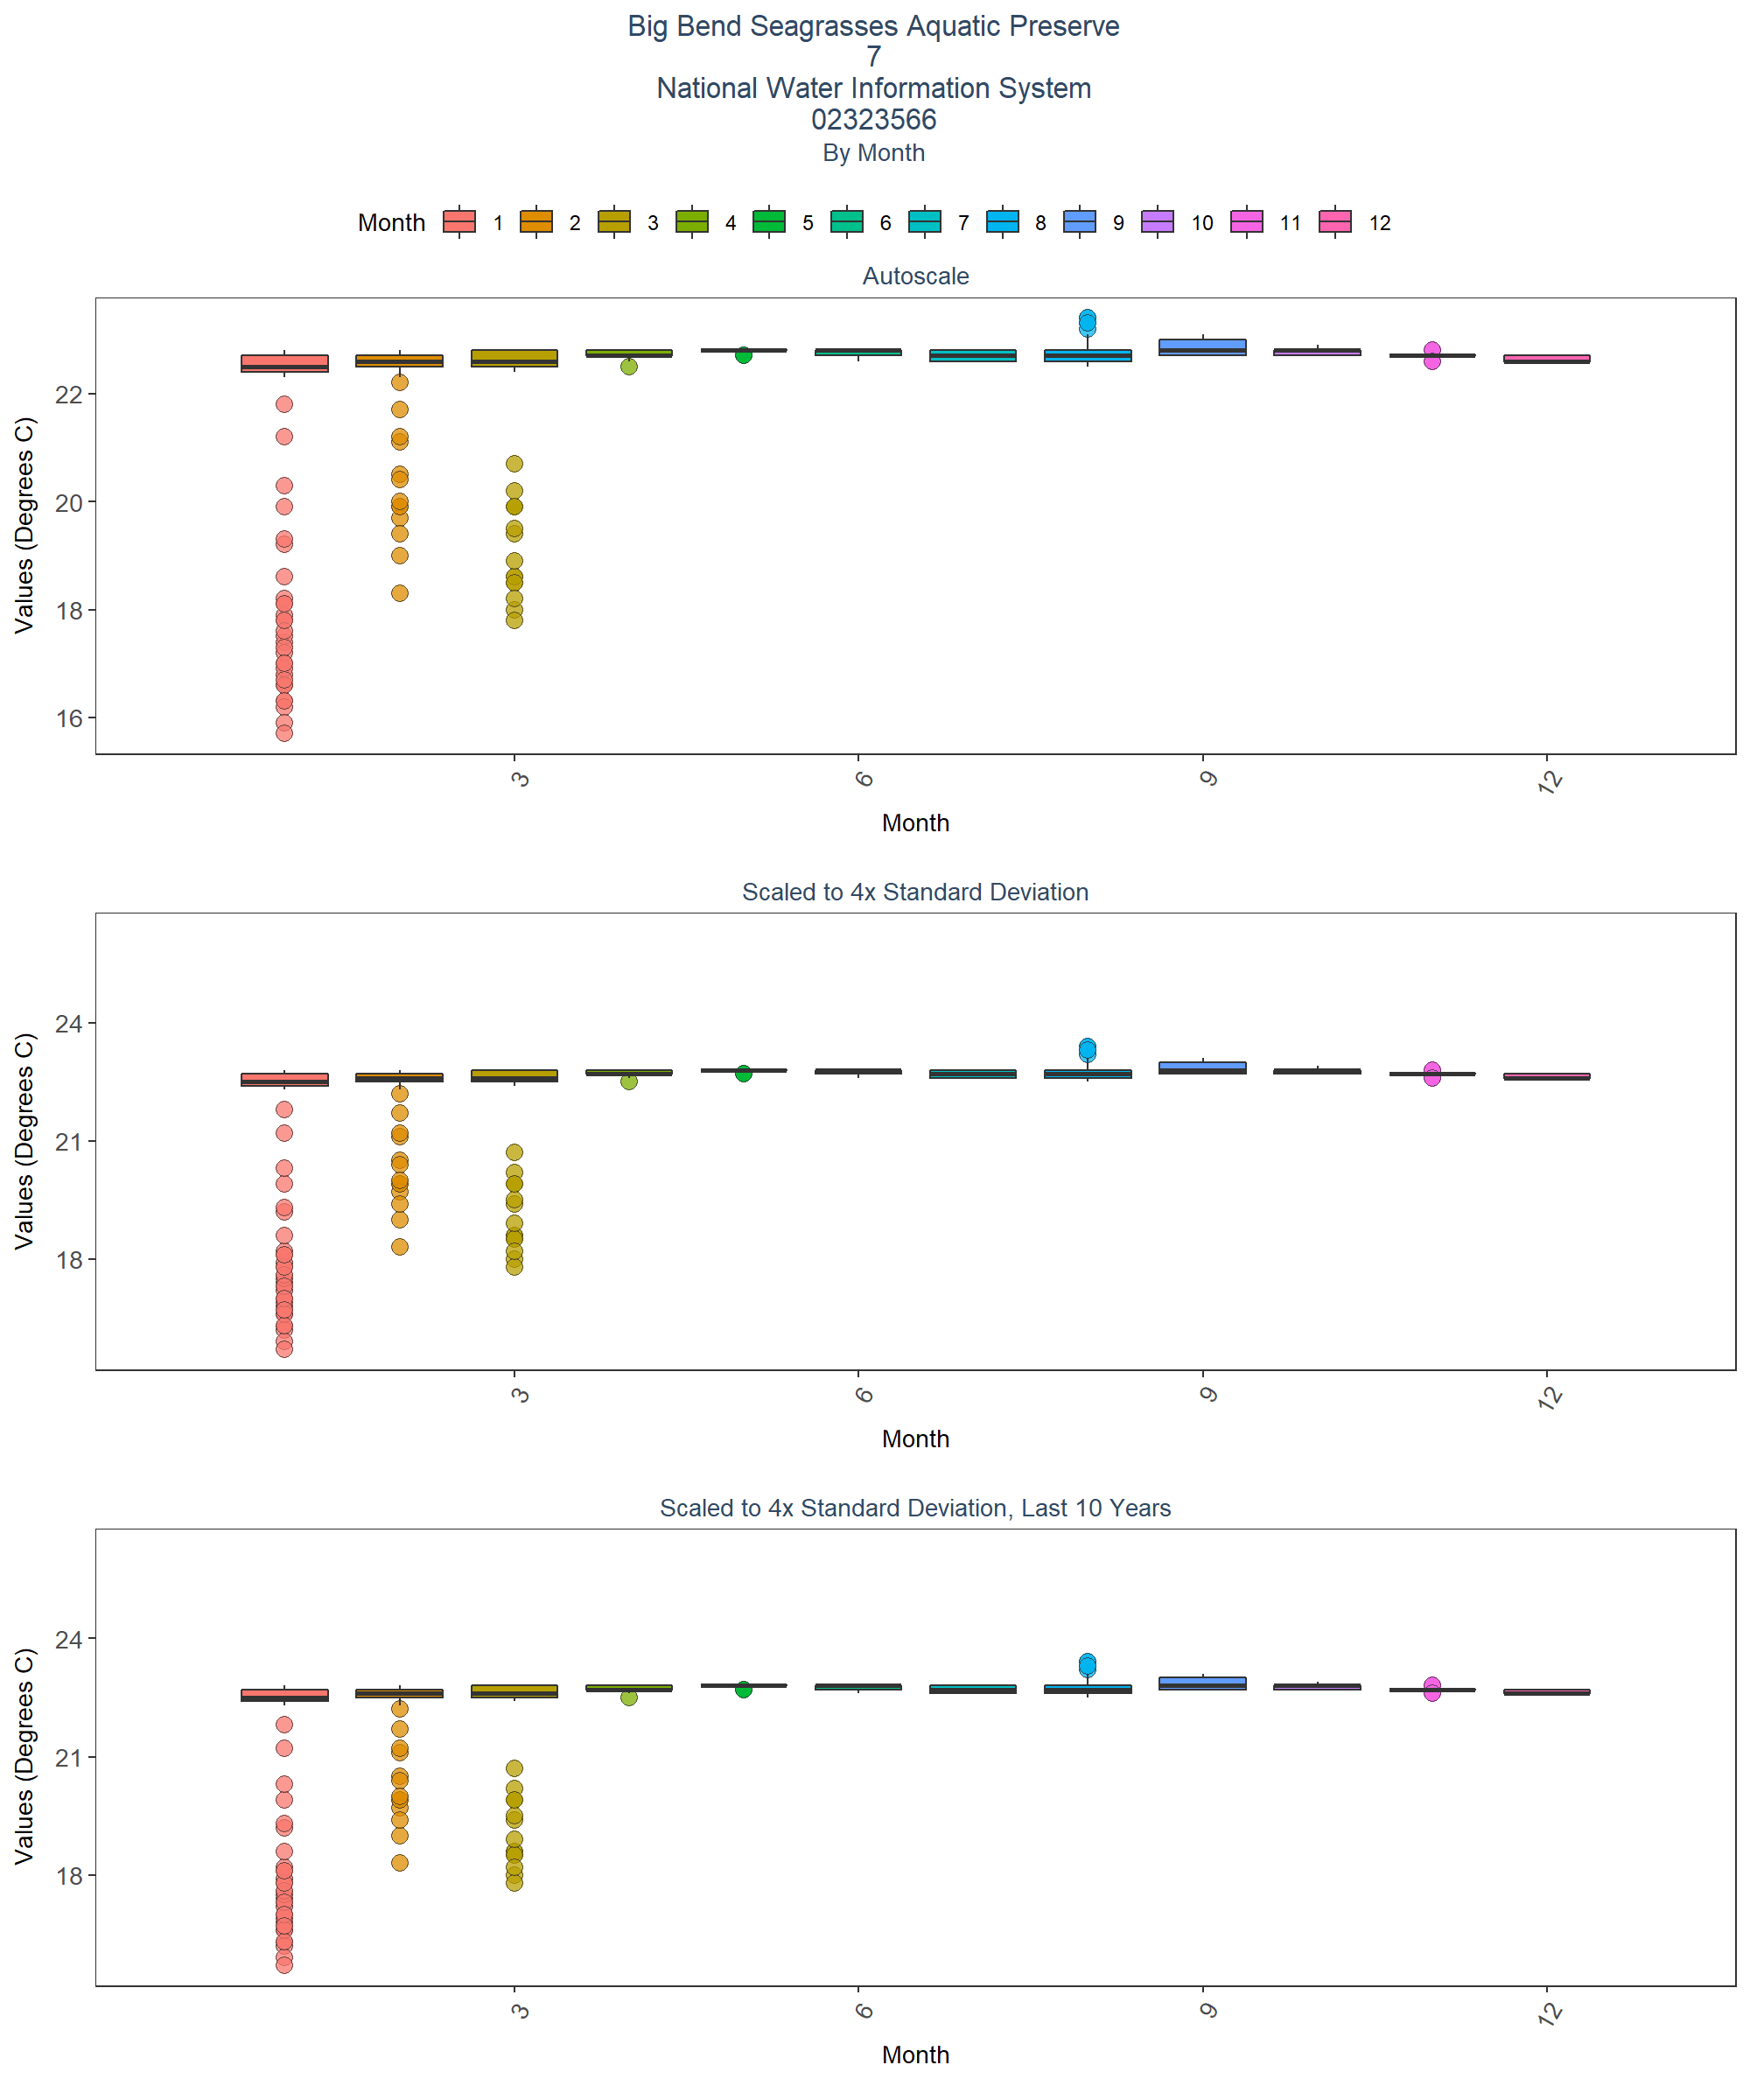 Big Bend Seagrasses Aquatic Preserve
7
National Water Information System
02323566
By Month
Month 1 2 3 4 5 6 7 8 9 10 11 12
Autoscale
Values (Degrees C)
22
20
18
16
3 6 9 12
Month
Scaled to 4x Standard Deviation
Values (Degrees C)
24
21
18
3 6 9 12
Month
Scaled to 4x Standard Deviation, Last 10 Years
Values (Degrees C)
24
21
18
3 6 9 12
Month